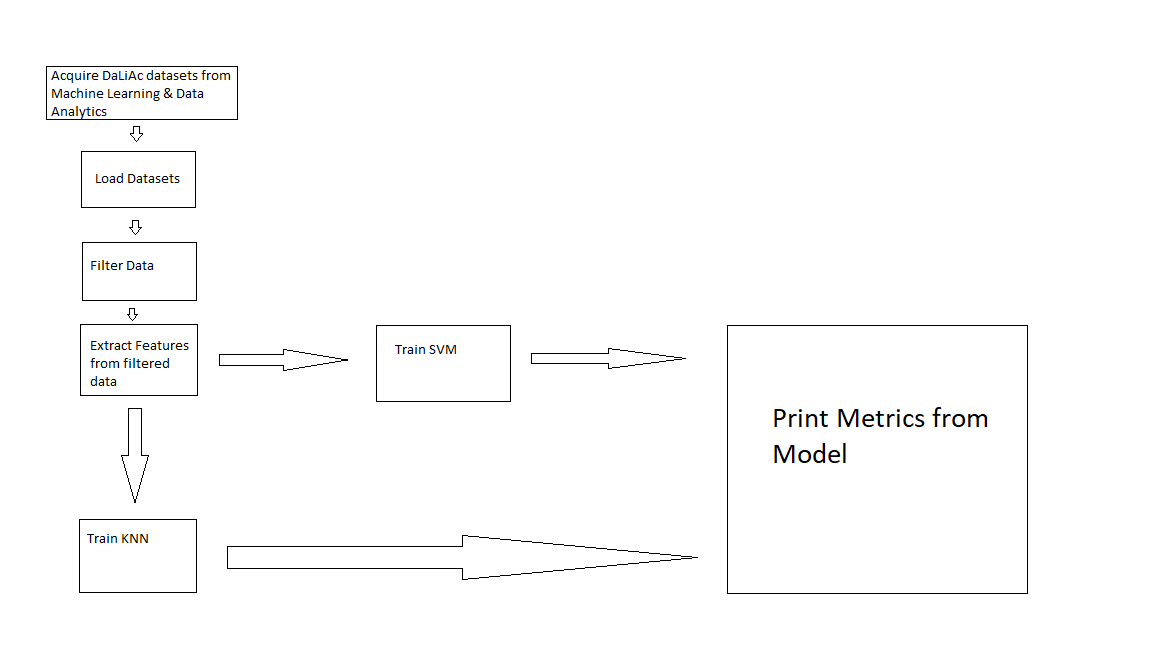 Acquire DaLiAc datasets from
Machine Learning & Data
Analytics
Load Datasets
Filter Data
Extract Features
from filtered
data
Train SVM
Print Metrics from
Model
Train KNN